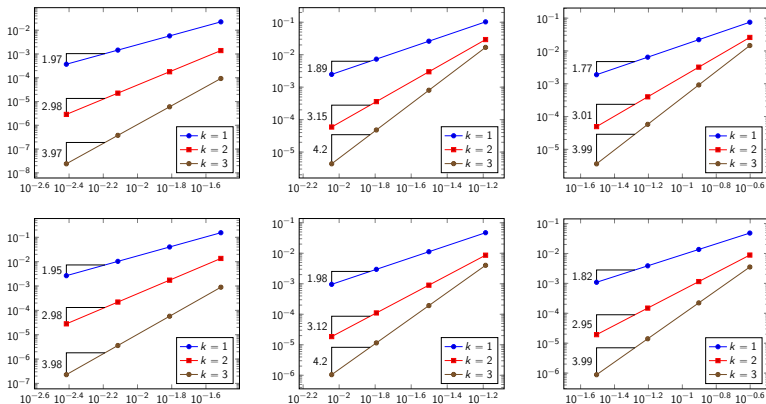 10⁻¹
10⁻²
10⁻³
10⁻⁴
10⁻⁵
10⁻⁶
10⁻⁷
10⁻⁸
1.97
2.98
3.97
k = 1
k = 2
k = 3
10⁻²·⁶ 10⁻²·⁴ 10⁻²·² 10⁻² 10⁻¹·⁸ 10⁻¹·⁶
10⁻¹
10⁻²
10⁻³
10⁻⁴
10⁻⁵
1.89
3.15
4.2
k = 1
k = 2
k = 3
10⁻²·² 10⁻² 10⁻¹·⁸ 10⁻¹·⁶ 10⁻¹·⁴ 10⁻¹·²
10⁻¹
10⁻²
10⁻³
10⁻⁴
10⁻⁵
1.77
3.01
3.99
k = 1
k = 2
k = 3
10⁻¹·⁶ 10⁻¹·⁴ 10⁻¹·² 10⁻¹ 10⁻⁰·⁸ 10⁻⁰·⁶
10⁻¹
10⁻²
10⁻³
10⁻⁴
10⁻⁵
10⁻⁶
10⁻⁷
1.95
2.98
3.98
k = 1
k = 2
k = 3
10⁻²·⁶ 10⁻²·⁴ 10⁻²·² 10⁻² 10⁻¹·⁸ 10⁻¹·⁶
10⁻¹
10⁻²
10⁻³
10⁻⁴
10⁻⁵
10⁻⁶
1.98
3.12
4.2
k = 1
k = 2
k = 3
10⁻²·² 10⁻² 10⁻¹·⁸ 10⁻¹·⁶ 10⁻¹·⁴ 10⁻¹·²
10⁻¹
10⁻²
10⁻³
10⁻⁴
10⁻⁵
10⁻⁶
1.82
2.95
3.99
k = 1
k = 2
k = 3
10⁻¹·⁶ 10⁻¹·⁴ 10⁻¹·² 10⁻¹ 10⁻⁰·⁸ 10⁻⁰·⁶